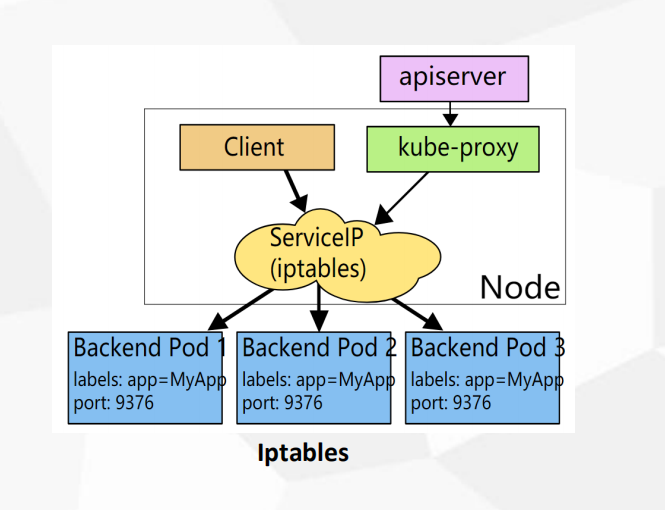 apiserver
Client
kube-proxy
ServiceIP
(iptables)
Node
Backend Pod 1
labels: app=MyApp
port: 9376
Backend Pod 2
labels: app=MyApp
port: 9376
Backend Pod 3
labels: app=MyApp
port: 9376
Iptables